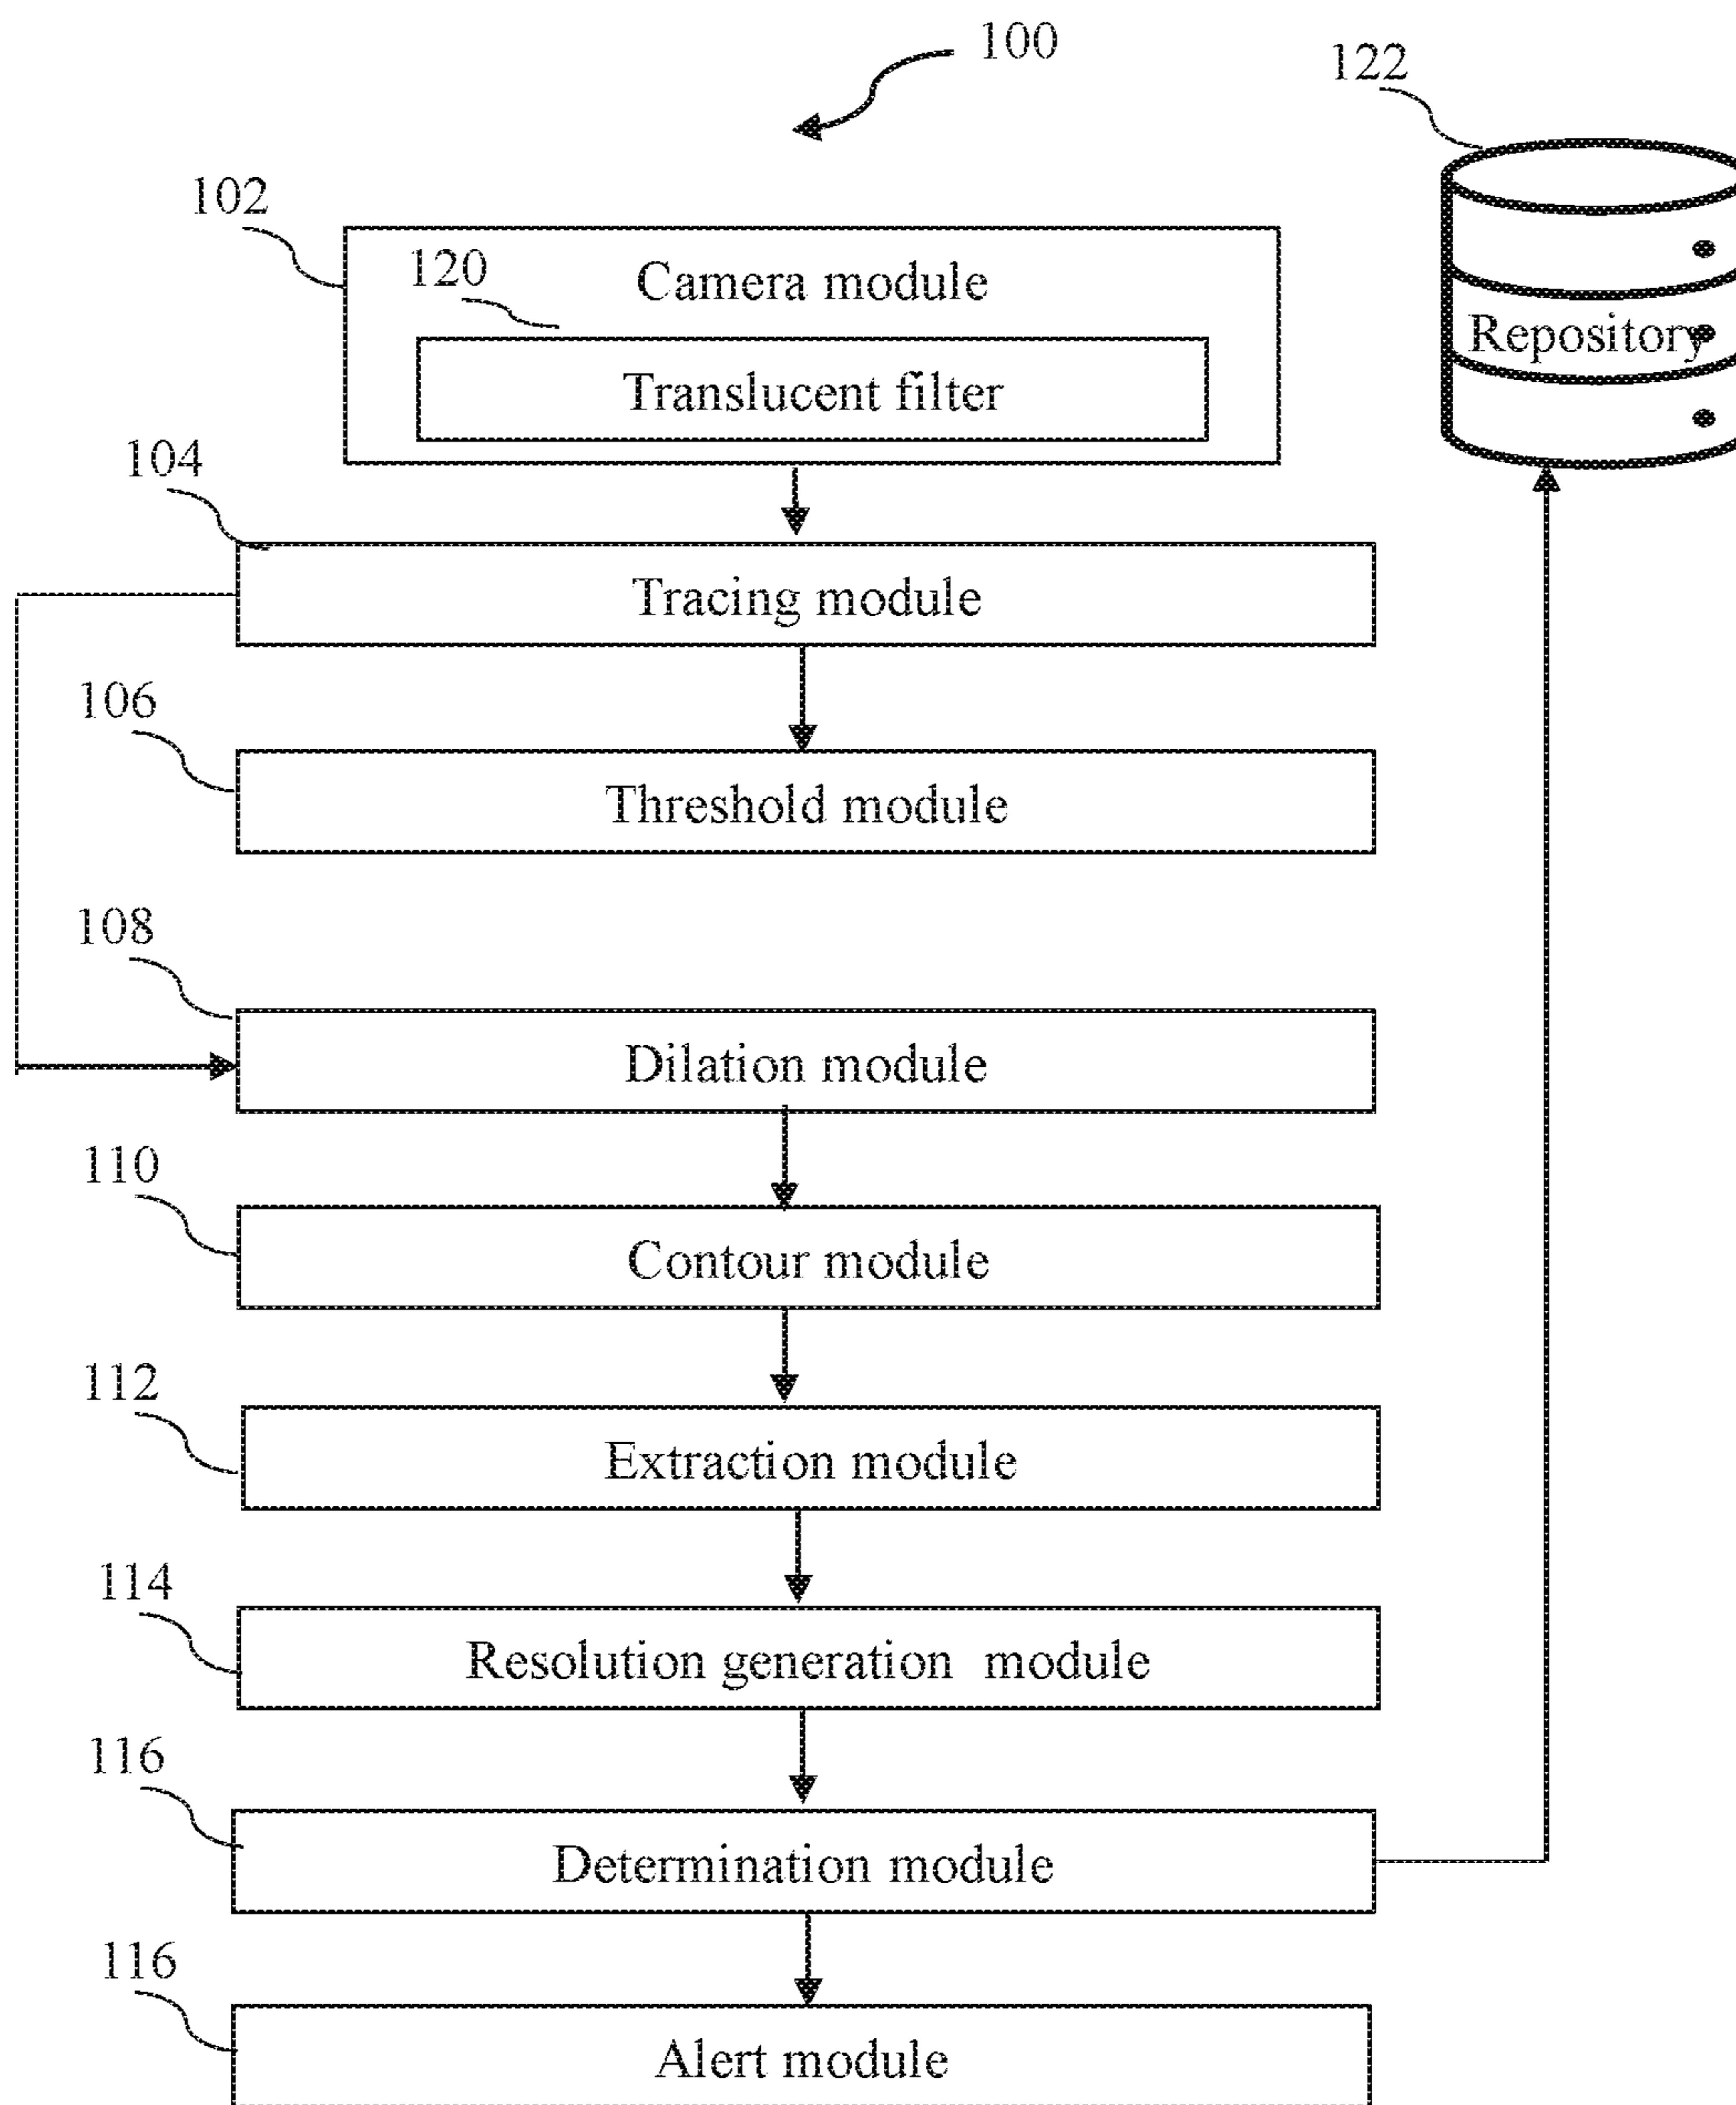 100
122
102
120
Camera module
Repository
Translucent filter
104
Tracing module
106
Threshold module
108
Dilation module
110
Contour module
112
Extraction module
114
Resolution generation module
116
Determination module
116
Alert module